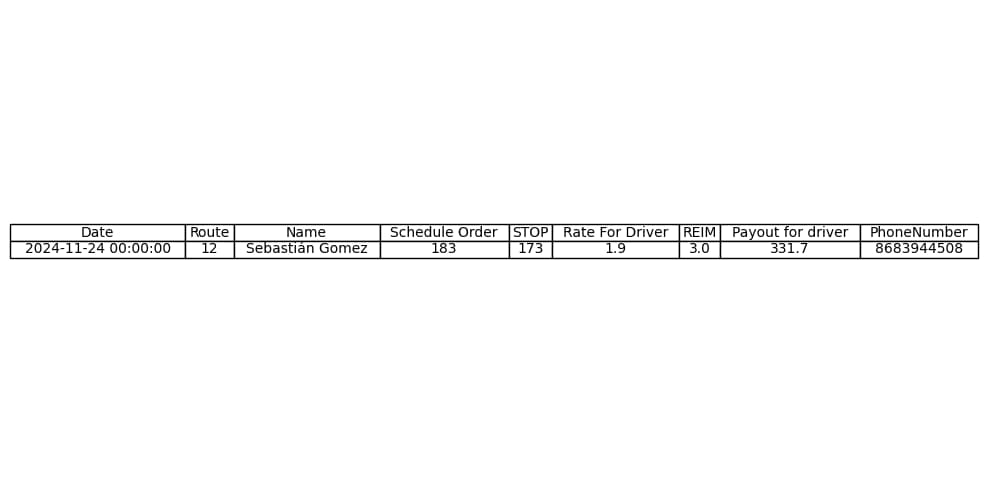 Date Route Name Schedule Order STOP Rate For Driver REIM Payout for driver PhoneNumber
2024-11-24 00:00:00 12 Sebastián Gomez 183 173 1.9 3.0 331.7 8683944508